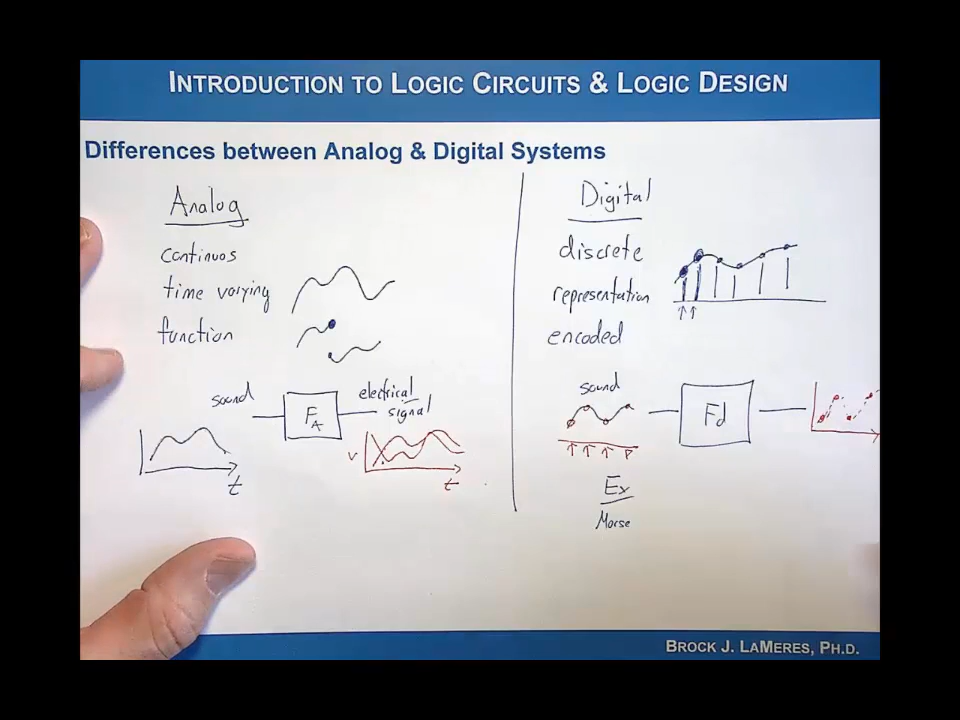 INTRODUCTION TO LOGIC CIRCUITS & LOGIC DESIGN
Differences between Analog & Digital Systems
Analog
continuos
time varying
function
sound
FA
electrical
signal
t
v
t
Digital
discrete
representation
encoded
sound
Fd
Ex
Morse
BROCK J. LAMERES, PH.D.